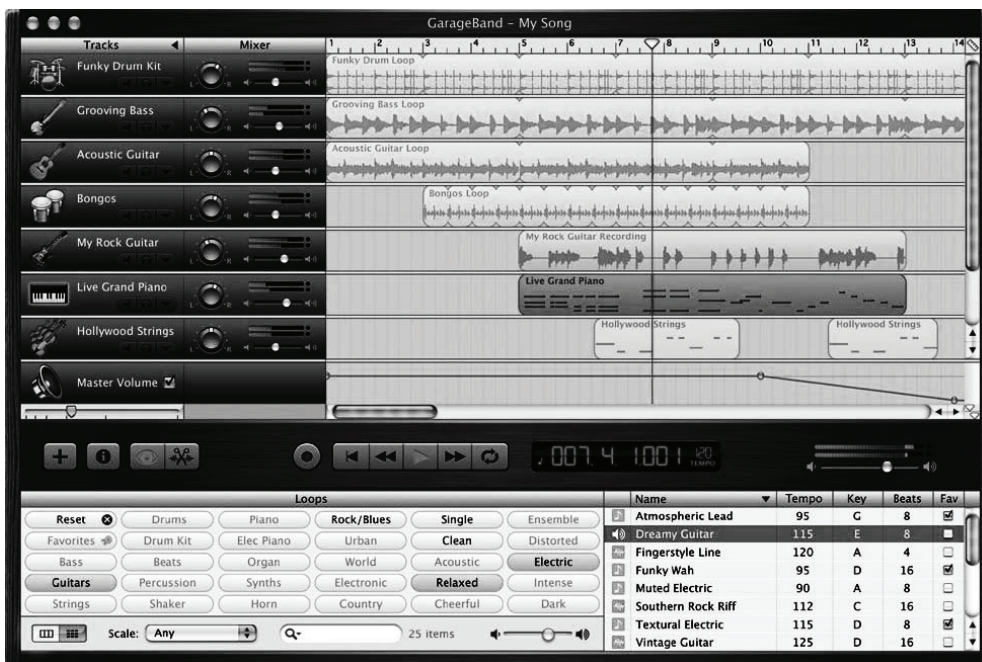 GarageBand – My Song
Tracks Mixer 1 2 3 4 5 6 7 8 9 10 11 12 13 14
Funky Drum Kit L R Funky Drum Loop
Grooving Bass L R Grooving Bass Loop
Acoustic Guitar L R Acoustic Guitar Loop
Bongos L R Bongos Loop
My Rock Guitar L R My Rock Guitar Recording
Live Grand Piano L R Live Grand Piano
Hollywood Strings L R Hollywood Strings Hollywood Strings
Master Volume
007. 4. 1.001 120
TEMPO
Loops Name Tempo Key Beats Fav
Reset Drums Piano Rock/Blues Single Ensemble Atmospheric Lead 95 G 8
Favorites Drum Kit Elec Piano Urban Clean Distorted Dreamy Guitar 115 E 8
Bass Beats Organ World Acoustic Electric Fingerstyle Line 120 A 4
Guitars Percussion Synths Electronic Relaxed Intense Funky Wah 95 D 16
Strings Shaker Horn Country Cheerful Dark Muted Electric 90 A 8
Southern Rock Riff 112 C 16
Scale: Any 25 items Textural Electric 115 D 8
Vintage Guitar 125 D 16